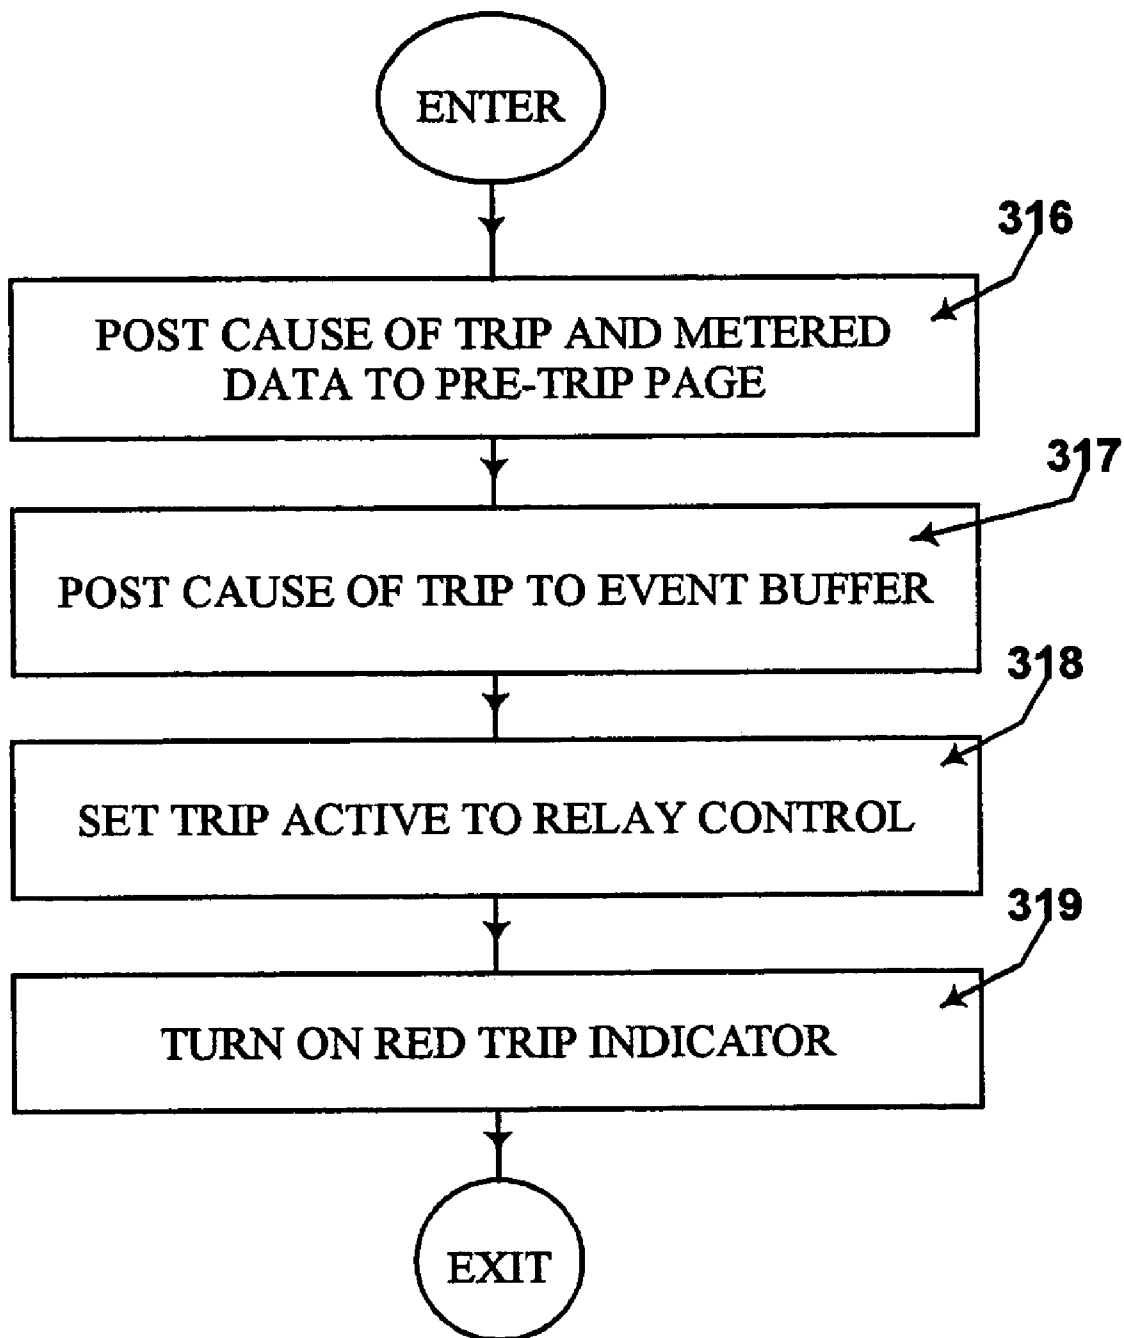 ENTER
316
POST CAUSE OF TRIP AND METERED
DATA TO PRE-TRIP PAGE
317
POST CAUSE OF TRIP TO EVENT BUFFER
318
SET TRIP ACTIVE TO RELAY CONTROL
319
TURN ON RED TRIP INDICATOR
EXIT